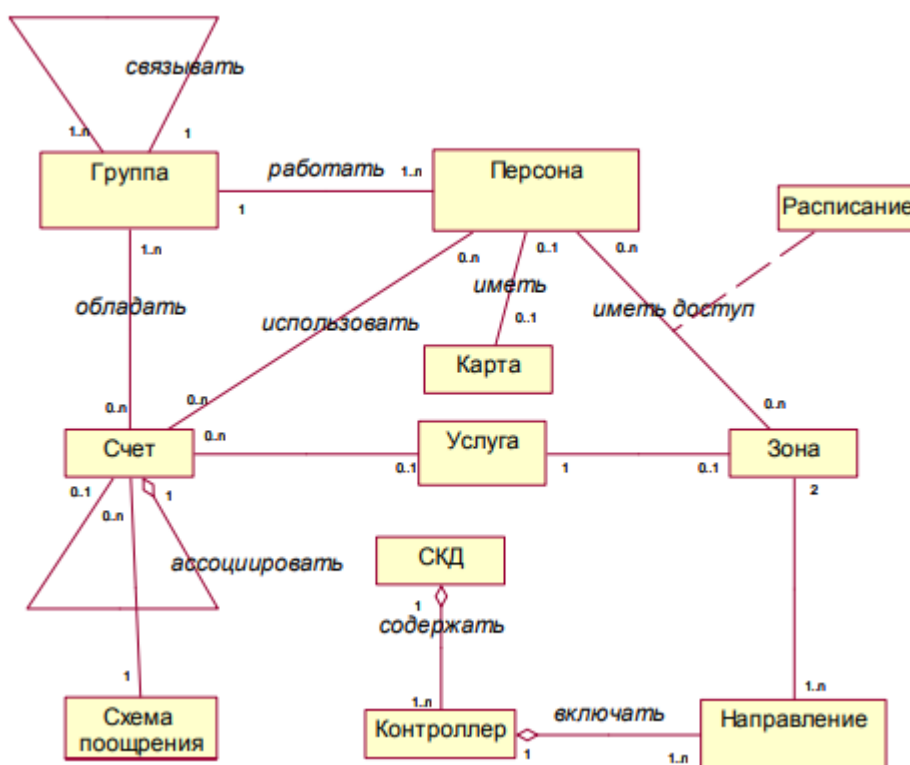 связывать
1..n
1
Группа
работать
1..n
Персона
1
Расписание
1..n
0..n
0..1
0..n
обладать
использовать
иметь
иметь доступ
0..1
Карта
0..n
0..n
0..n
Счет
0..n
Услуга
Зона
0..1
1
0..1
0..1
1
2
0..n
ассоциировать
СКД
1
содержать
1
1..n
1..n
Схема
поощрения
Контроллер
включать
Направление
1
1..n